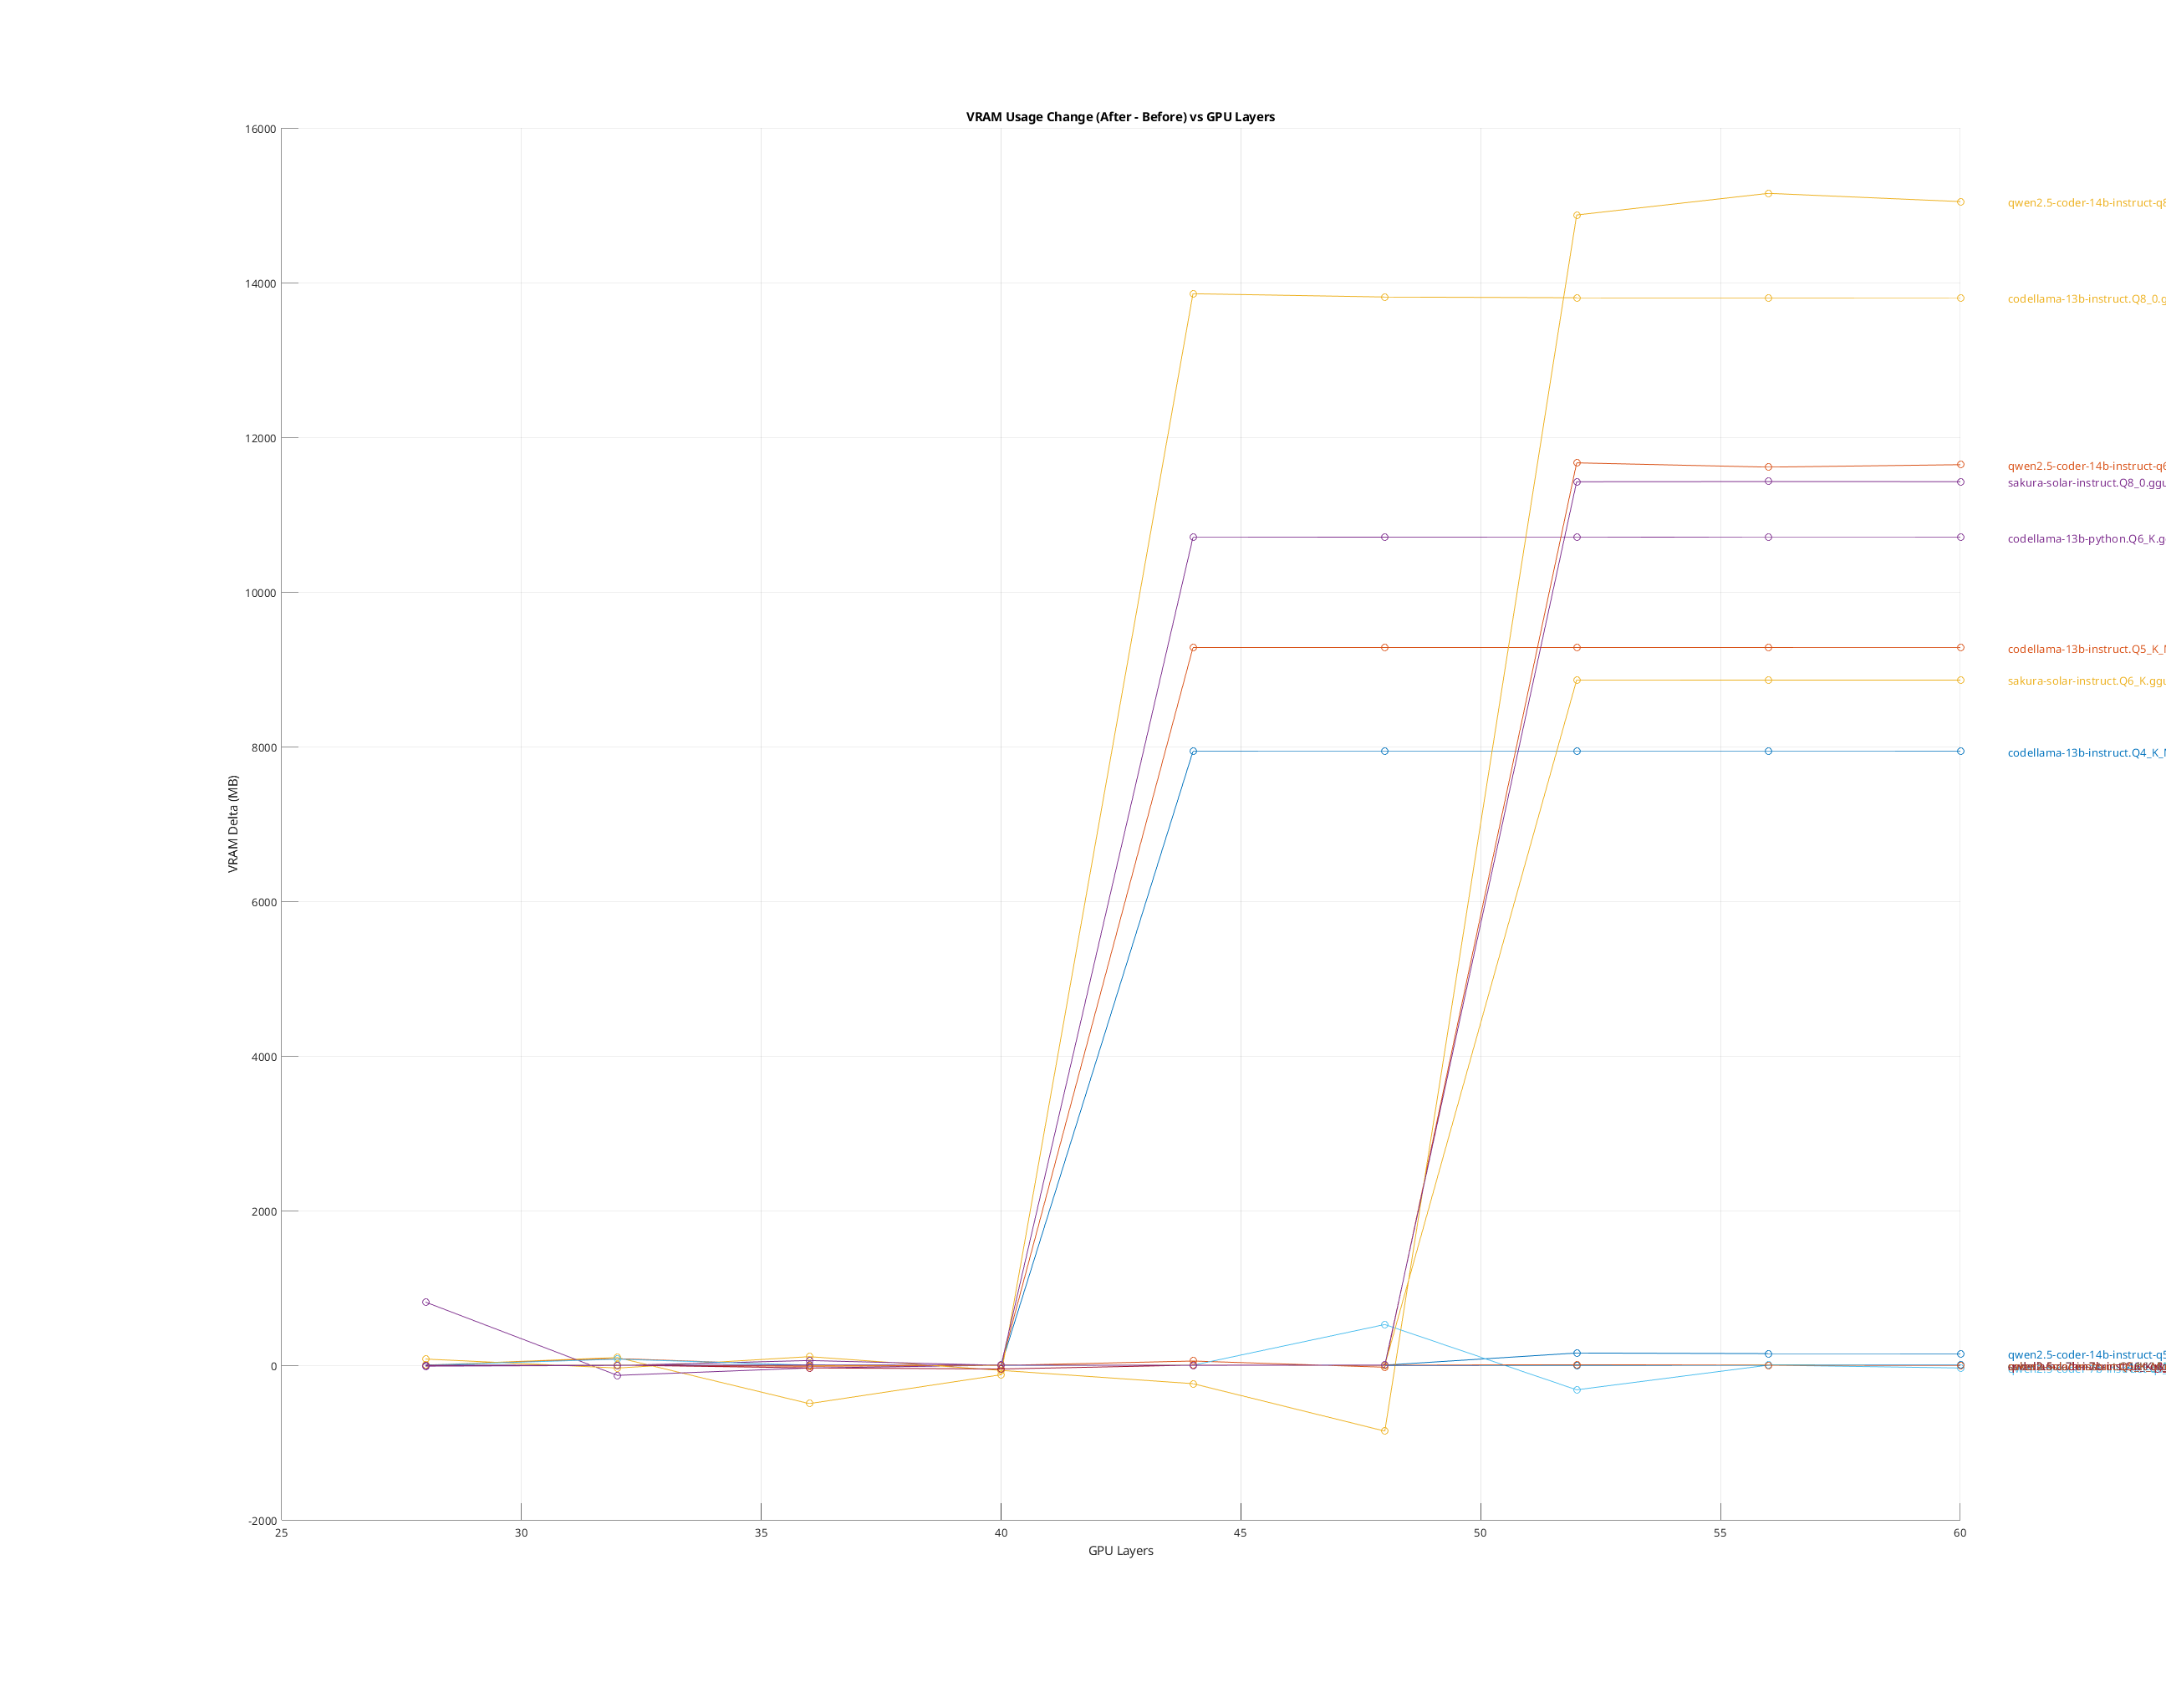 VRAM Usage Change (After - Before) vs GPU Layers
16000
14000
12000
10000
8000
6000
4000
2000
0
-2000
VRAM Delta (MB)
25 30 35 40 45 50 55 60
GPU Layers
qwen2.5-coder-14b-instruct-q8
codellama-13b-instruct.Q8_0.g
qwen2.5-coder-14b-instruct-q6
sakura-solar-instruct.Q8_0.ggu
codellama-13b-python.Q6_K.g
codellama-13b-instruct.Q5_K_M
sakura-solar-instruct.Q6_K.ggu
codellama-13b-instruct.Q4_K_M
qwen2.5-coder-14b-instruct-q5